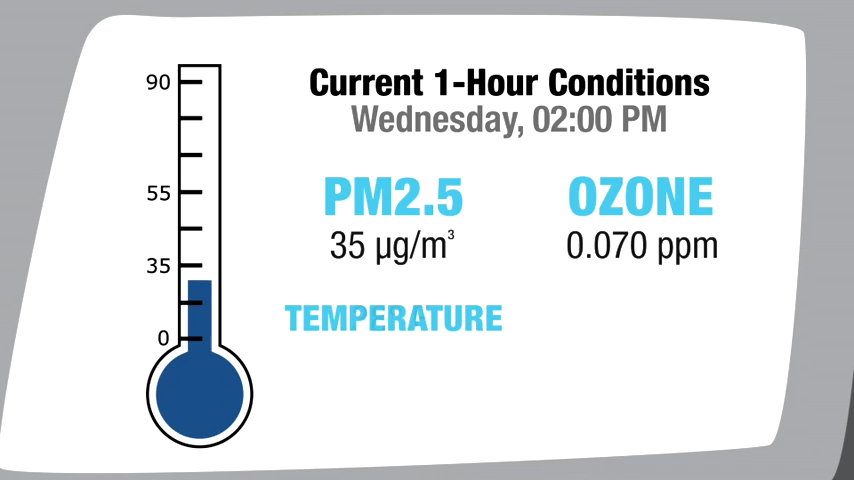 Current 1-Hour Conditions
Wednesday, 02:00 PM
90
55
35
0
PM2.5
35 µg/m³
OZONE
0.070 ppm
TEMPERATURE